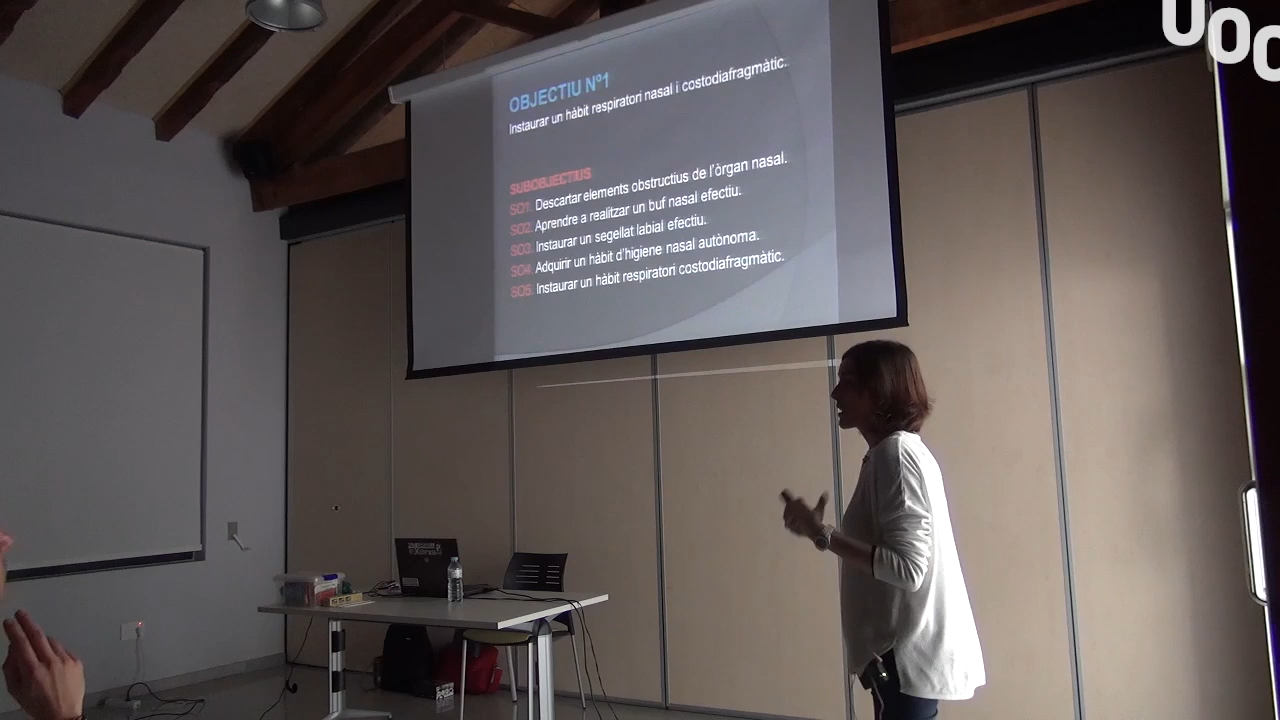 UOC
OBJECTIU Nº1
Instaurar un hàbit respiratori nasal i costodiafragmàtic.
SUBOBJECTIUS
SO1. Descartar elements obstructius de l'òrgan nasal.
SO2. Aprendre a realitzar un buf nasal efectiu.
SO3. Instaurar un segellat labial efectiu.
SO4. Adquirir un hàbit d'higiene nasal autònoma.
SO5. Instaurar un hàbit respiratori costodiafragmàtic.